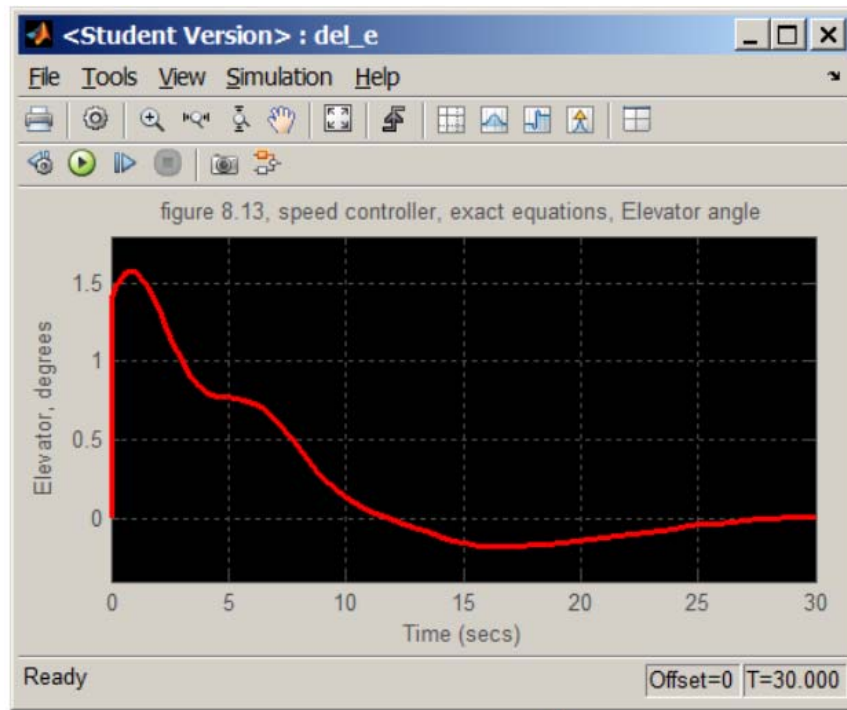 <Student Version> : del_e
File Tools View Simulation Help
figure 8.13, speed controller, exact equations, Elevator angle
Elevator, degrees
1.5
1
0.5
0
0 5 10 15 20 25 30
Time (secs)
Ready Offset=0 T=30.000